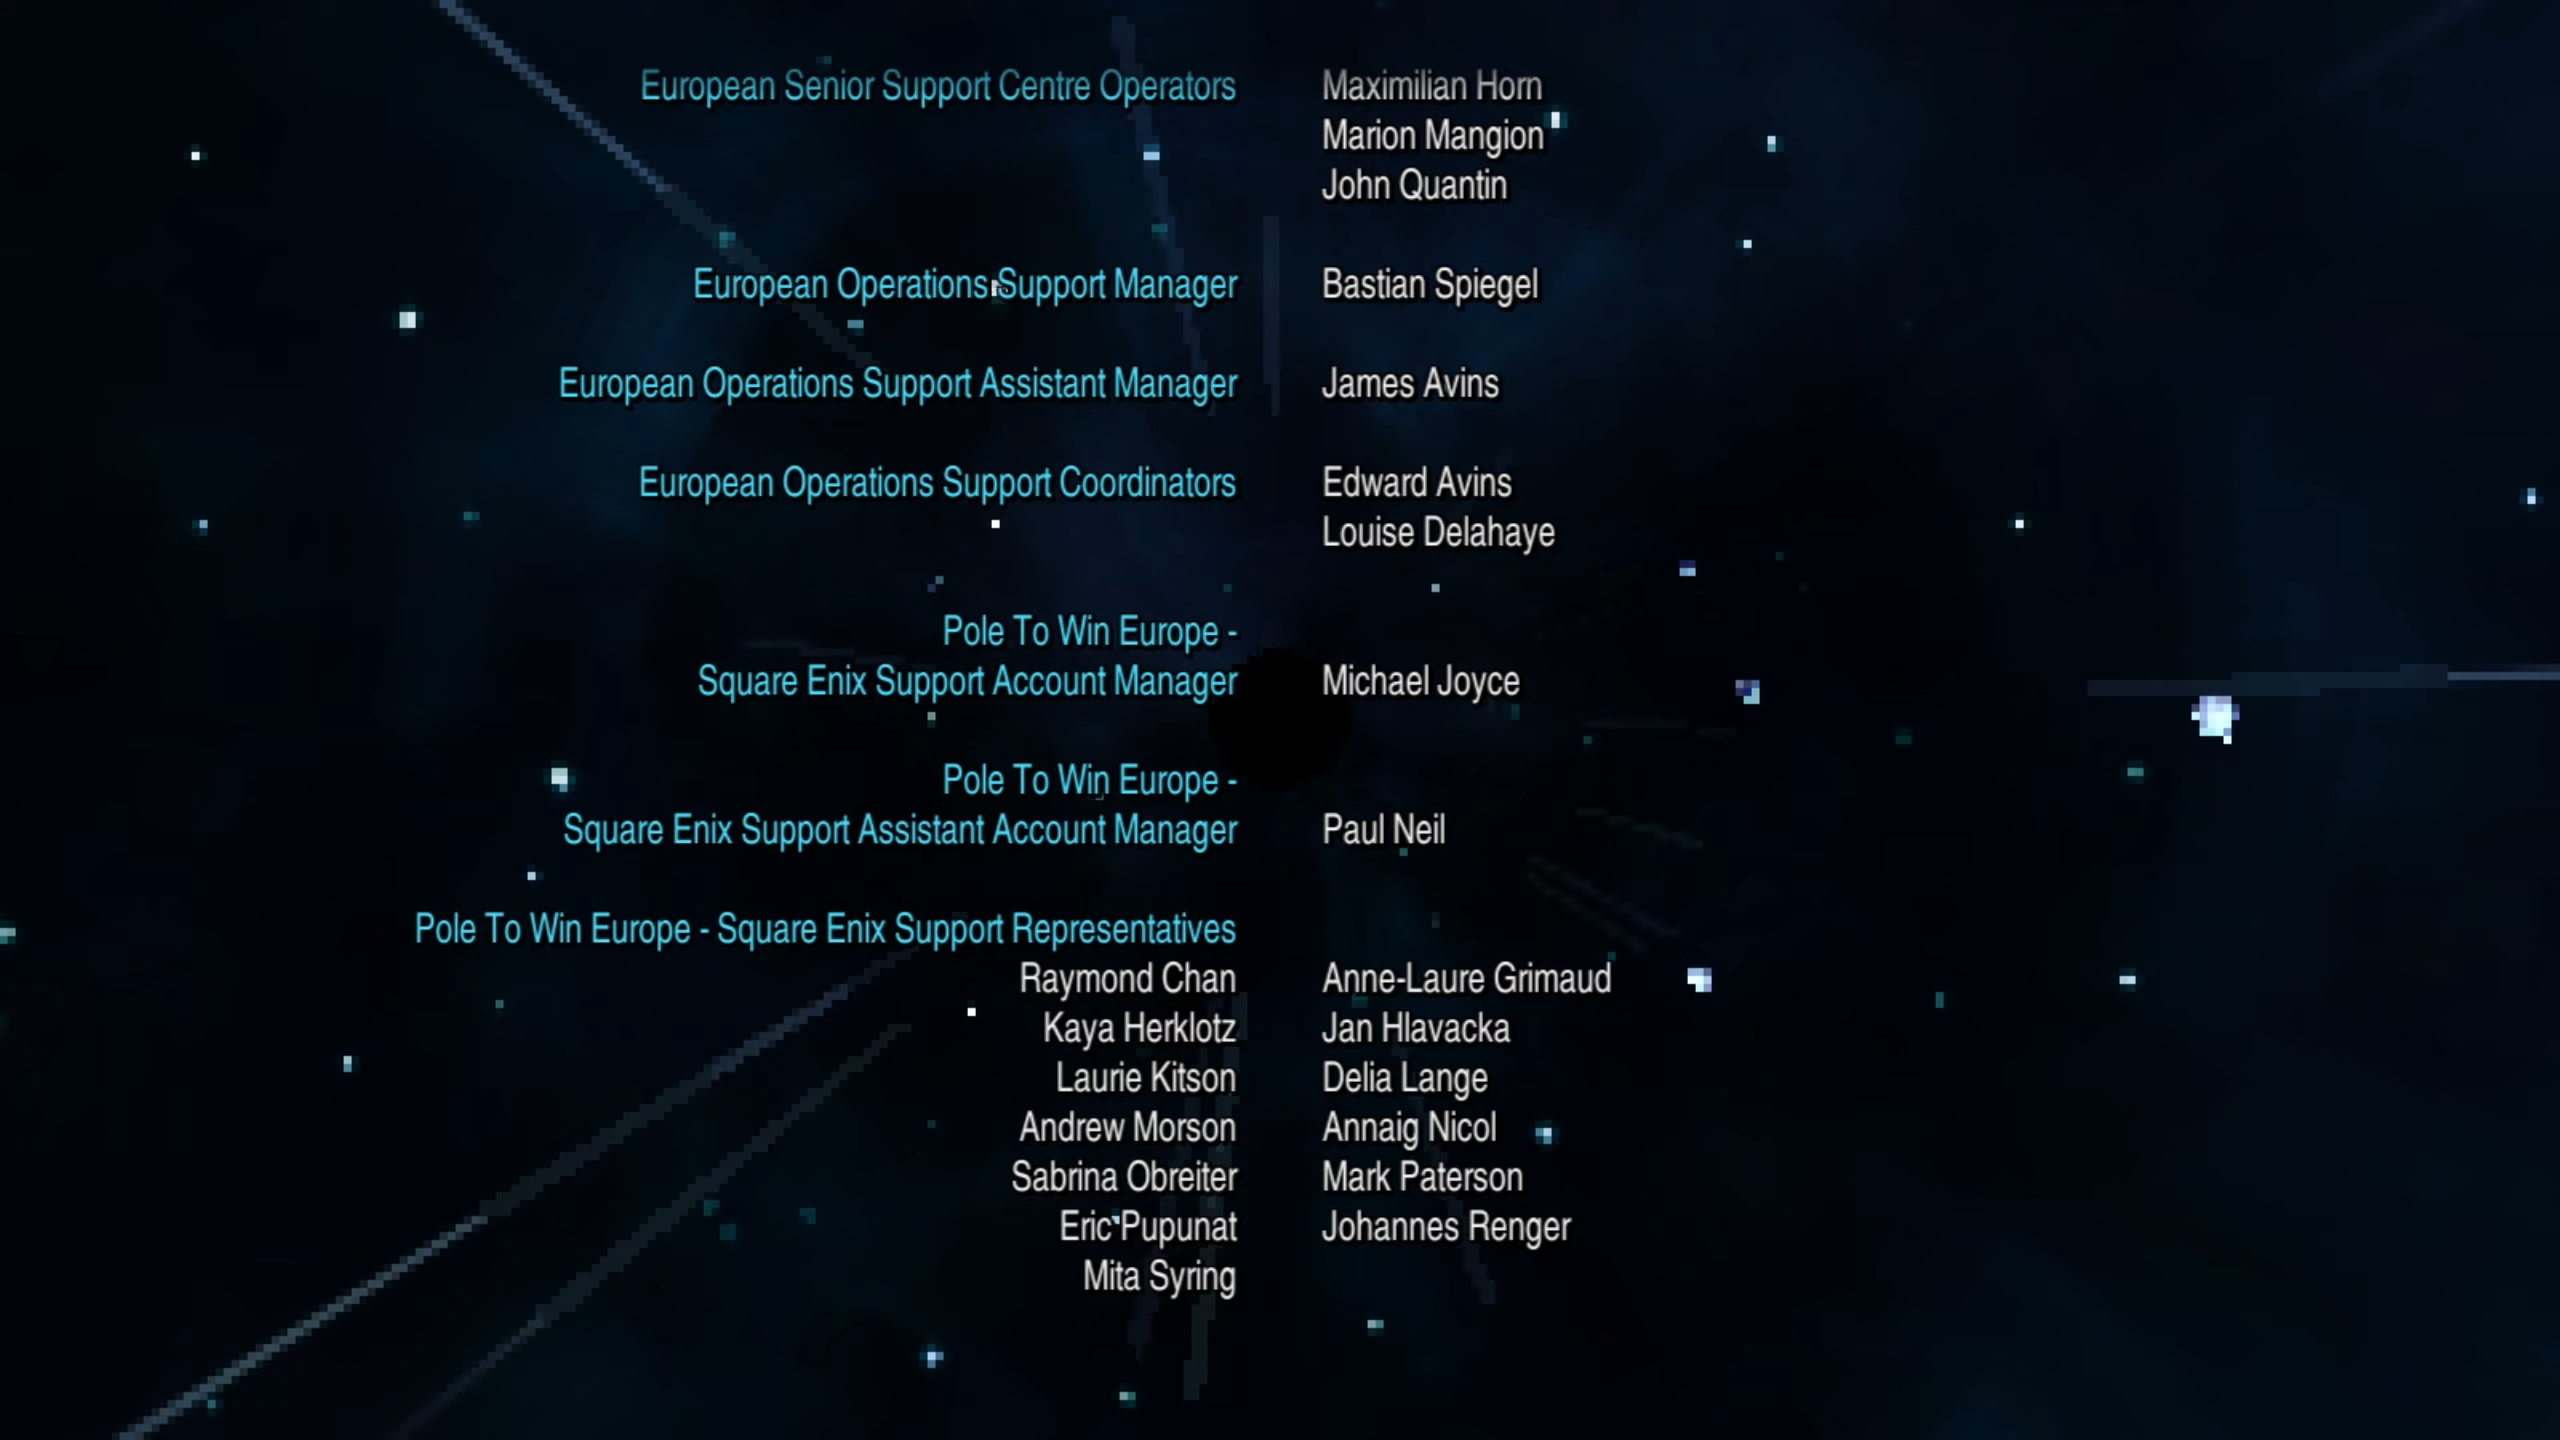 European Senior Support Centre Operators Maximilian Horn
Marion Mangion
John Quantin
European Operations Support Manager Bastian Spiegel
European Operations Support Assistant Manager James Avins
European Operations Support Coordinators Edward Avins
Louise Delahaye
Pole To Win Europe -
Square Enix Support Account Manager Michael Joyce
Pole To Win Europe -
Square Enix Support Assistant Account Manager Paul Neil
Pole To Win Europe - Square Enix Support Representatives
Raymond Chan Anne-Laure Grimaud
Kaya Herklotz Jan Hlavacka
Laurie Kitson Delia Lange
Andrew Morson Annaig Nicol
Sabrina Obreiter Mark Paterson
Eric Pupunat Johannes Renger
Mita Syring